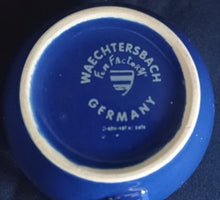 WAECHTERSBACH
Fun Factory
GERMANY